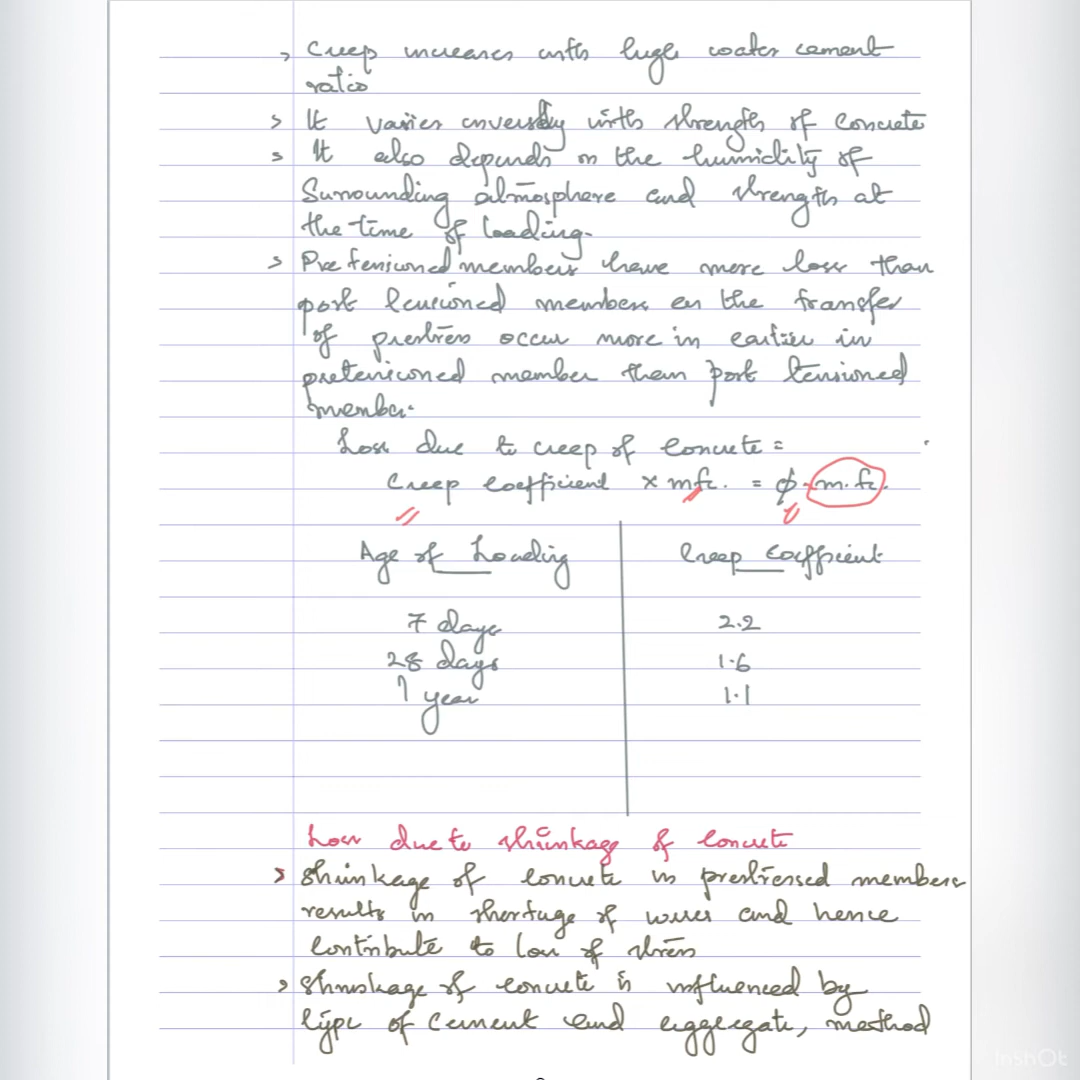 > Creep increases with huge water cement
ratio
> It varies inversely with strength of Concrete
> It also depends on the humidity of
Surrounding atmosphere and strength at
the time of loading.
> Pretensioned members have more loss than
post tensioned members as the transfer
of prestress occur more in earlier in
pretensioned member than post tensioned
member.
Loss due to creep of concrete =
Creep coefficient × mfc. = ϕ · m.fc.
Age of Loading Creep Coefficient
7 days 2.2
28 days 1.6
1 year 1.1
Loss due to shrinkage of concrete
> Shrinkage of concrete in prestressed members
results in shortage of wires and hence
contribute to loss of stress
> Shrinkage of concrete is influenced by
type of Cement and aggregate, method
InShOt